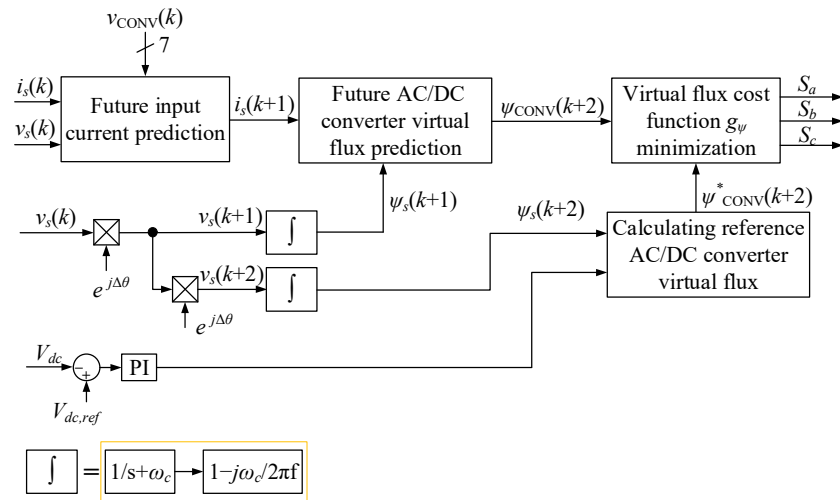 v_CONV(k)
7
i_s(k)
v_s(k)
Future input
current prediction
i_s(k+1)
Future AC/DC
converter virtual
flux prediction
ψ_CONV(k+2)
Virtual flux cost
function g_ψ
minimization
S_a
S_b
S_c
ψ_s(k+1)
ψ*_CONV(k+2)
v_s(k)
v_s(k+1)
∫
ψ_s(k+2)
e^jΔθ
v_s(k+2)
∫
e^jΔθ
Calculating reference
AC/DC converter
virtual flux
V_dc
−
+
PI
V_dc,ref
∫ = 1/s+ω_c 1−jω_c/2πf